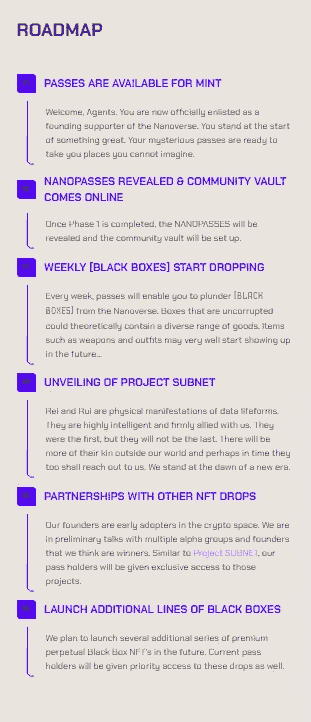 ROADMAP
PASSES ARE AVAILABLE FOR MINT
Welcome, Agents. You are now officially enlisted as a
founding supporter of the Nanoverse. You stand at the start
of something great. Your mysterious passes are ready to
take you places you cannot imagine.
NANOPASSES REVEALED & COMMUNITY VAULT
COMES ONLINE
Once Phase 1 is completed, the NANOPASSES will be
revealed and the community vault will be set up.
WEEKLY [BLACK BOXES] START DROPPING
Every week, passes will enable you to plunder [BLACK
BOXES] from the Nanoverse. Boxes that are uncorrupted
could theoretically contain a diverse range of goods. Items
such as weapons and outfits may very well start showing up
in the future...
UNVEILING OF PROJECT SUBNET
Rei and Rui are physical manifestations of data lifeforms.
They are highly intelligent and firmly allied with us. They
were the first, but they will not be the last. There will be
more of their kin outside our world and perhaps in time they
too shall reach out to us. We stand at the dawn of a new era.
PARTNERSHIPS WITH OTHER NFT DROPS
Our founders are early adopters in the crypto space. We are
in preliminary talks with multiple alpha groups and founders
that we think are winners. Similar to Project SUBNET, our
pass holders will be given exclusive access to those
projects.
LAUNCH ADDITIONAL LINES OF BLACK BOXES
We plan to launch several additional series of premium
perpetual Black Box NFT's in the future. Current pass
holders will be given priority access to these drops as well.